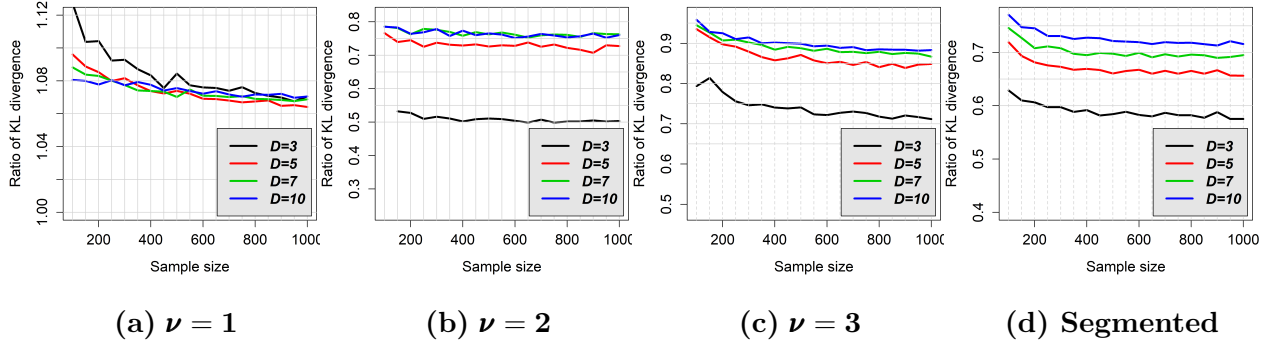 Ratio of KL divergence
1.00
1.04
1.08
1.12
200
400
600
800
1000
Sample size
D=3
D=5
D=7
D=10
(a) ν = 1
Ratio of KL divergence
0.3
0.4
0.5
0.6
0.7
0.8
200
400
600
800
1000
Sample size
D=3
D=5
D=7
D=10
(b) ν = 2
Ratio of KL divergence
0.5
0.6
0.7
0.8
0.9
200
400
600
800
1000
Sample size
D=3
D=5
D=7
D=10
(c) ν = 3
Ratio of KL divergence
0.4
0.5
0.6
0.7
200
400
600
800
1000
Sample size
D=3
D=5
D=7
D=10
(d) Segmented